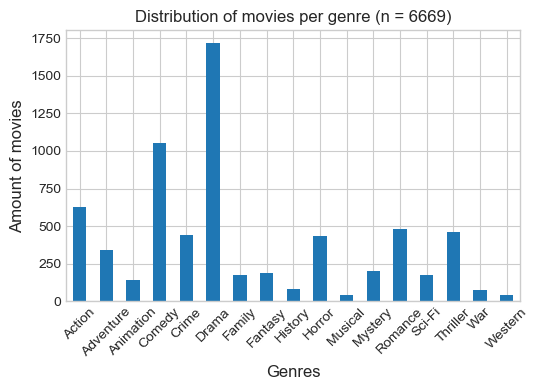 Distribution of movies per genre (n = 6669)
Amount of movies
1750
1500
1250
1000
750
500
250
0
Action
Adventure
Animation
Comedy
Crime
Drama
Family
Fantasy
History
Horror
Musical
Mystery
Romance
Sci-Fi
Thriller
War
Western
Genres